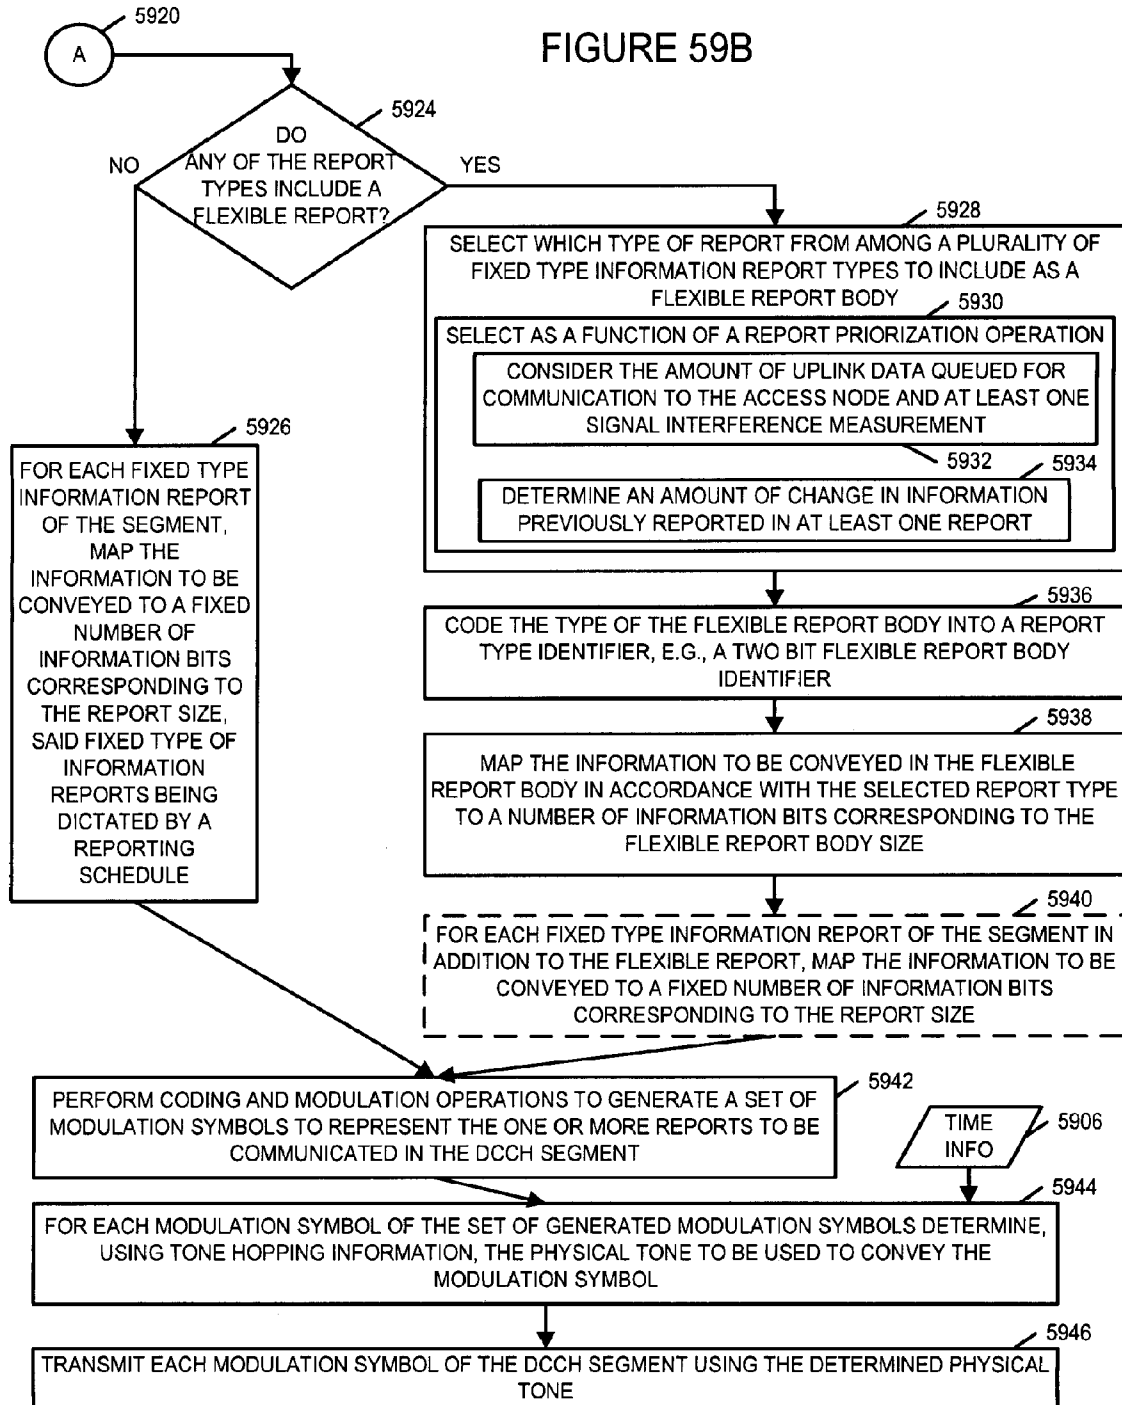 5920
FIGURE 59B
A
5924
DO
ANY OF THE REPORT
TYPES INCLUDE A
FLEXIBLE REPORT?
NO
YES
5928
SELECT WHICH TYPE OF REPORT FROM AMONG A PLURALITY OF
FIXED TYPE INFORMATION REPORT TYPES TO INCLUDE AS A
FLEXIBLE REPORT BODY
5930
SELECT AS A FUNCTION OF A REPORT PRIORIZATION OPERATION
CONSIDER THE AMOUNT OF UPLINK DATA QUEUED FOR
COMMUNICATION TO THE ACCESS NODE AND AT LEAST ONE
SIGNAL INTERFERENCE MEASUREMENT
5932
5934
DETERMINE AN AMOUNT OF CHANGE IN INFORMATION
PREVIOUSLY REPORTED IN AT LEAST ONE REPORT
5926
FOR EACH FIXED TYPE
INFORMATION REPORT
OF THE SEGMENT,
MAP THE
INFORMATION TO BE
CONVEYED TO A FIXED
NUMBER OF
INFORMATION BITS
CORRESPONDING TO
THE REPORT SIZE,
SAID FIXED TYPE OF
INFORMATION
REPORTS BEING
DICTATED BY A
REPORTING
SCHEDULE
5936
CODE THE TYPE OF THE FLEXIBLE REPORT BODY INTO A REPORT
TYPE IDENTIFIER, E.G., A TWO BIT FLEXIBLE REPORT BODY
IDENTIFIER
5938
MAP THE INFORMATION TO BE CONVEYED IN THE FLEXIBLE
REPORT BODY IN ACCORDANCE WITH THE SELECTED REPORT TYPE
TO A NUMBER OF INFORMATION BITS CORRESPONDING TO THE
FLEXIBLE REPORT BODY SIZE
5940
FOR EACH FIXED TYPE INFORMATION REPORT OF THE SEGMENT IN
ADDITION TO THE FLEXIBLE REPORT, MAP THE INFORMATION TO BE
CONVEYED TO A FIXED NUMBER OF INFORMATION BITS
CORRESPONDING TO THE REPORT SIZE
5942
PERFORM CODING AND MODULATION OPERATIONS TO GENERATE A SET OF
MODULATION SYMBOLS TO REPRESENT THE ONE OR MORE REPORTS TO BE
COMMUNICATED IN THE DCCH SEGMENT
TIME
INFO
5906
5944
FOR EACH MODULATION SYMBOL OF THE SET OF GENERATED MODULATION SYMBOLS DETERMINE,
USING TONE HOPPING INFORMATION, THE PHYSICAL TONE TO BE USED TO CONVEY THE
MODULATION SYMBOL
5946
TRANSMIT EACH MODULATION SYMBOL OF THE DCCH SEGMENT USING THE DETERMINED PHYSICAL
TONE